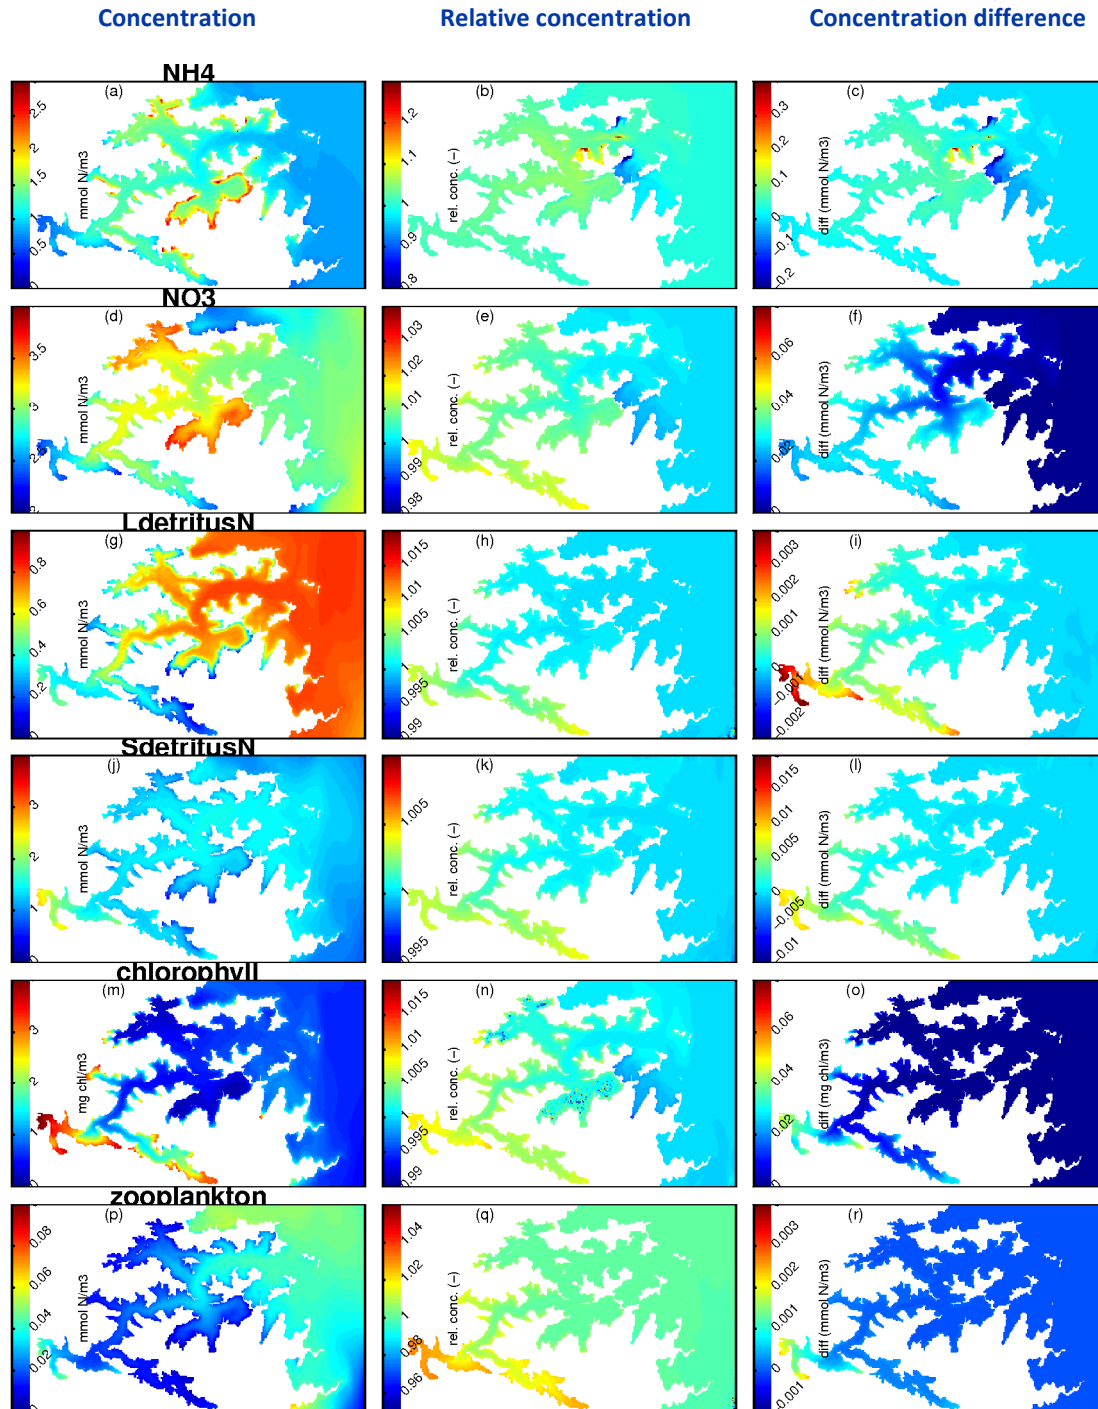 Concentration Relative concentration Concentration difference
NH4
(a) (b) (c)
2.5 2 1.5 0.5 0 mmol N/m3
1.2 1.1 1 0.9 0.8 rel. conc. (−)
0.3 0.2 0.1 0 −0.1 −0.2 diff (mmol N/m3)
NO3
(d) (e) (f)
3.5 3 2 mmol N/m3
1.03 1.02 1.01 1 0.99 0.98 rel. conc. (−)
0.06 0.04 0.02 0 diff (mmol N/m3)
LdetritusN
(g) (h) (i)
0.8 0.6 0.4 0.2 0 mmol N/m3
1.015 1.01 1.005 1 0.995 0.99 rel. conc. (−)
0.003 0.002 0.001 0 −0.001 −0.002 diff (mmol N/m3)
SdetritusN
(j) (k) (l)
3 2 1 0 mmol N/m3
1.005 1 0.995 rel. conc. (−)
0.015 0.01 0.005 0 −0.005 −0.01 diff (mmol N/m3)
chlorophyll
(m) (n) (o)
3 2 1 0 mg chl/m3
1.015 1.01 1.005 1 0.995 0.99 rel. conc. (−)
0.06 0.04 0.02 0 diff (mg chl/m3)
zooplankton
(p) (q) (r)
0.08 0.06 0.04 0.02 0 mmol N/m3
1.04 1.02 1 0.98 0.96 rel. conc. (−)
0.003 0.002 0.001 0 −0.001 diff (mmol N/m3)